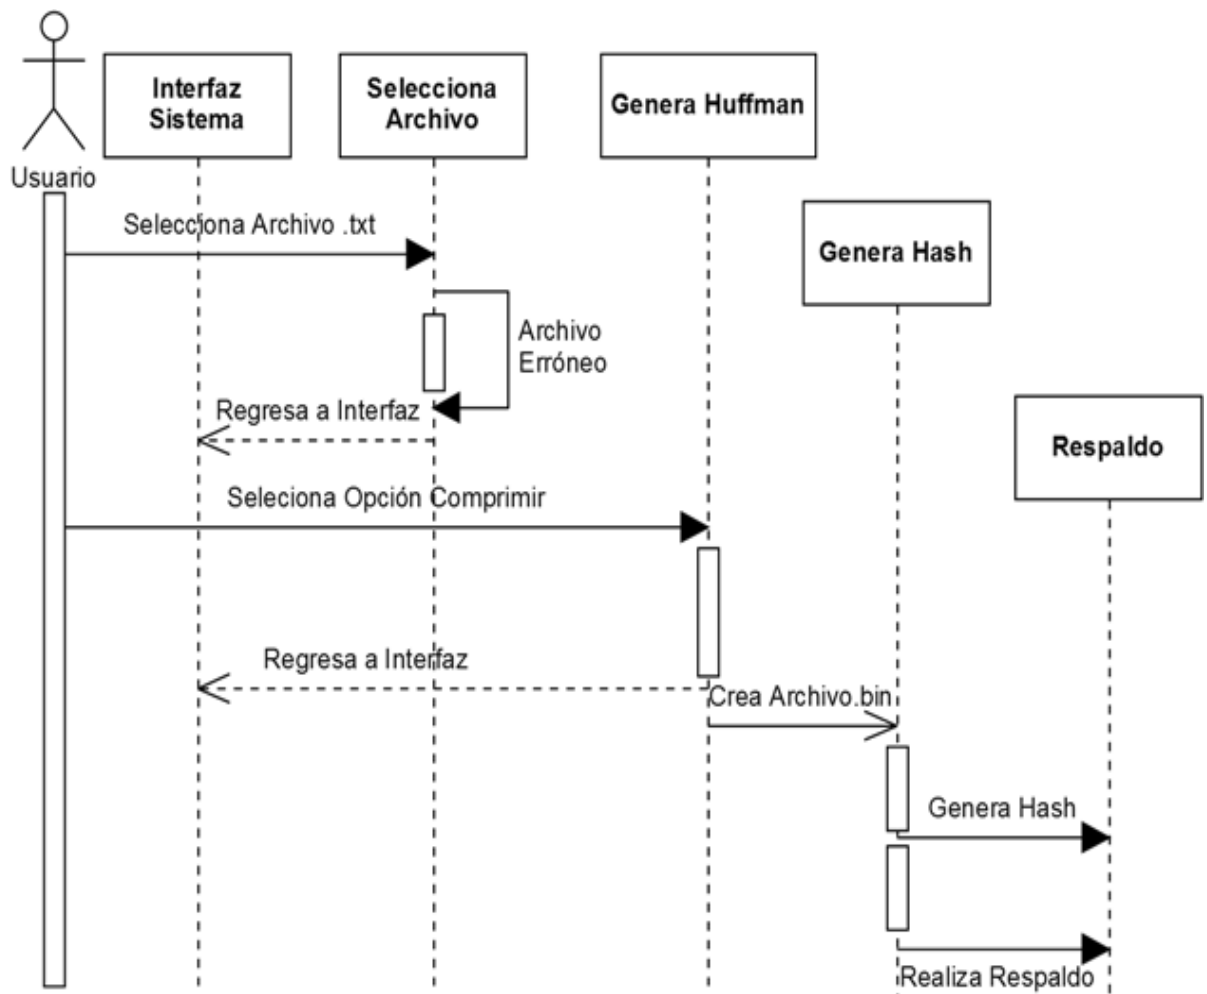 Usuario
Interfaz
Sistema
Selecciona
Archivo
Genera Huffman
Genera Hash
Respaldo
Selecciona Archivo .txt
Archivo
Erróneo
Regresa a Interfaz
Seleciona Opción Comprimir
Regresa a Interfaz
Crea Archivo.bin
Genera Hash
Realiza Respaldo